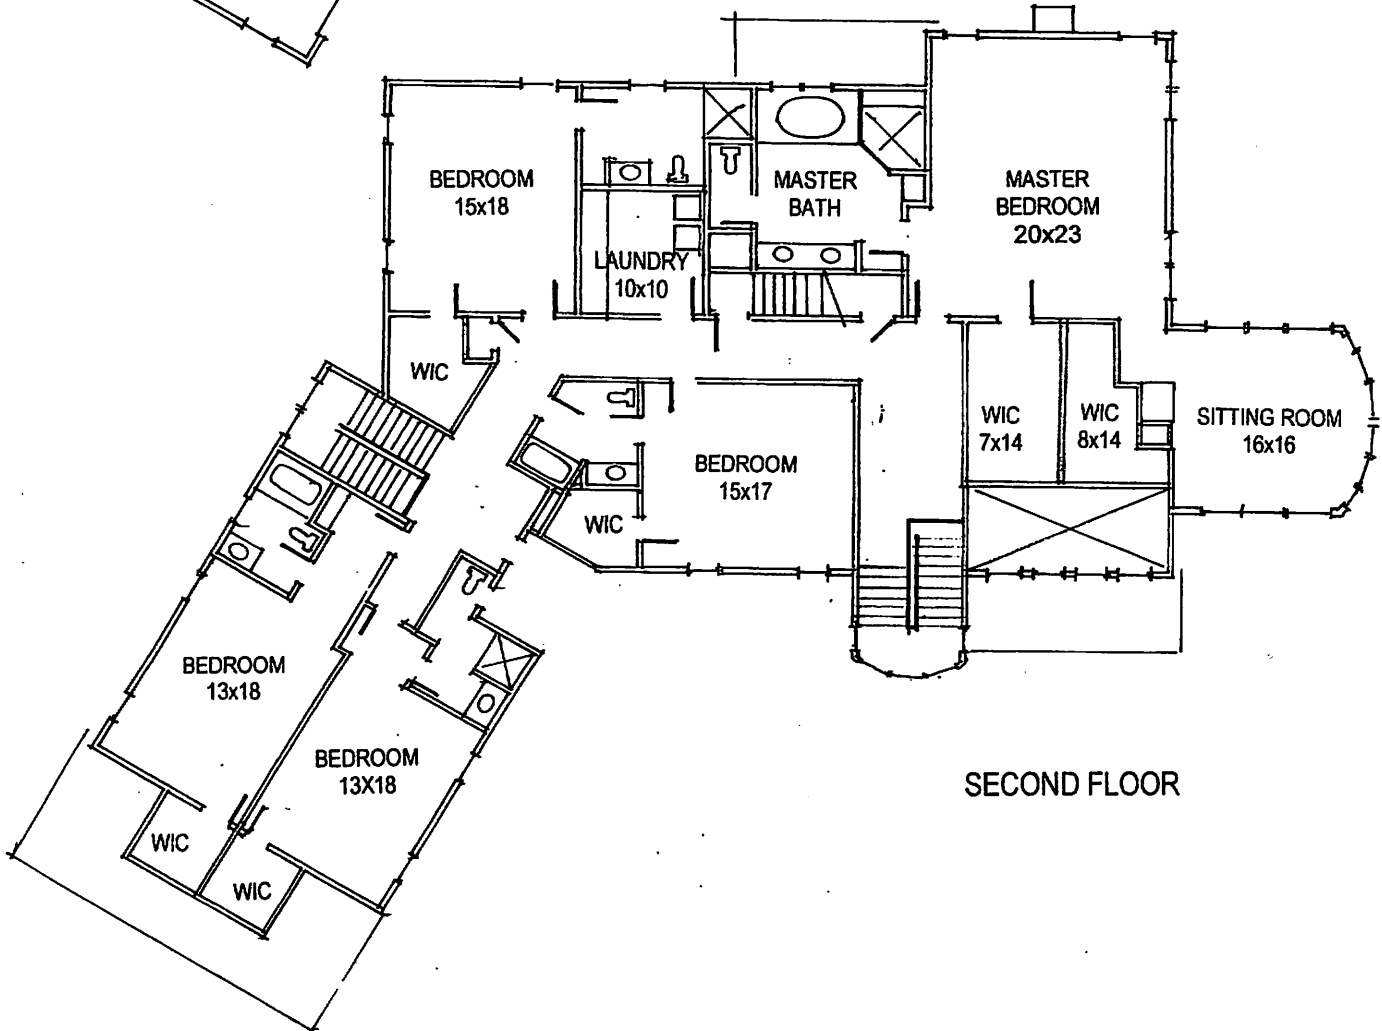 BEDROOM
15x18
MASTER
BATH
MASTER
BEDROOM
20x23
LAUNDRY
10x10
WIC
WIC
7x14
WIC
8x14
SITTING ROOM
16x16
BEDROOM
15x17
WIC
BEDROOM
13x18
BEDROOM
13X18
WIC
WIC
SECOND FLOOR